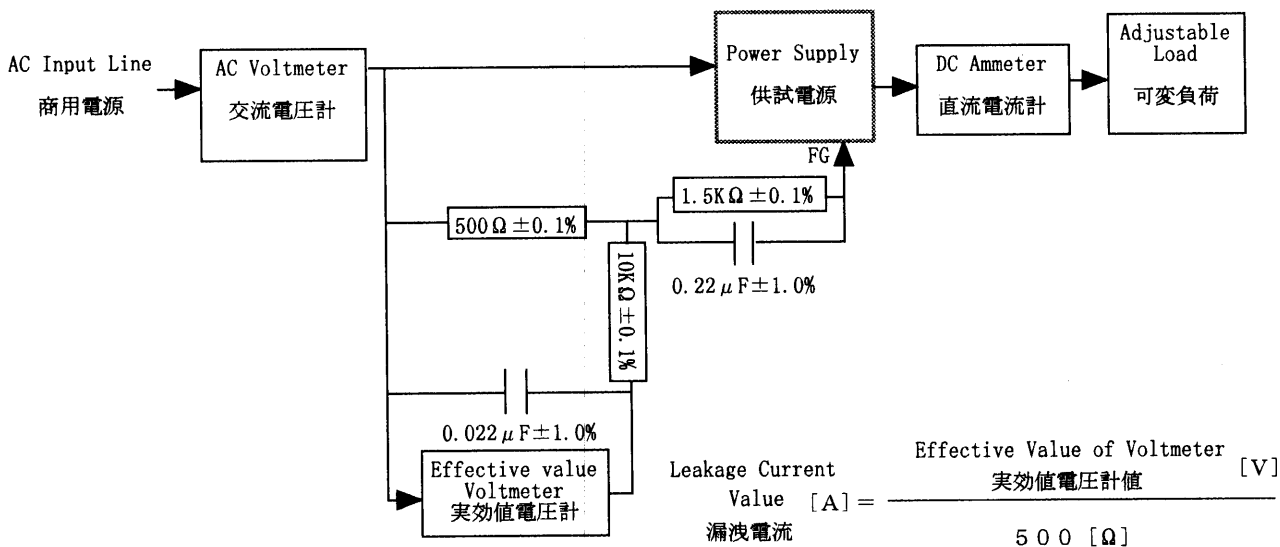 AC Input Line
商用電源
AC Voltmeter
交流電圧計
Power Supply
供試電源
DC Ammeter
直流電流計
Adjustable
Load
可変負荷
FG
500Ω±0.1%
1.5KΩ±0.1%
0.22μF±1.0%
10KΩ±0.1%
0.022μF±1.0%
Effective value
Voltmeter
実効値電圧計
Leakage Current
Value [A]=
漏洩電流
Effective Value of Voltmeter [V]
実効値電圧計値
500 [Ω]